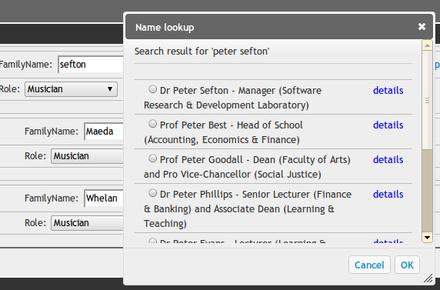 Name lookup
Search result for 'peter sefton'
Dr Peter Sefton - Manager (Software
Research & Development Laboratory)
details
Prof Peter Best - Head of School
(Accounting, Economics & Finance)
details
Prof Peter Goodall - Dean (Faculty of Arts)
and Pro Vice-Chancellor (Social Justice)
details
Dr Peter Phillips - Senior Lecturer (Finance
& Banking) and Associate Dean (Learning &
Teaching)
details
Dr Peter Evans - Lecturer (Learning &
details
Cancel OK
FamilyName: sefton
Role: Musician
FamilyName: Maeda
Role: Musician
FamilyName: Whelan
Role: Musician